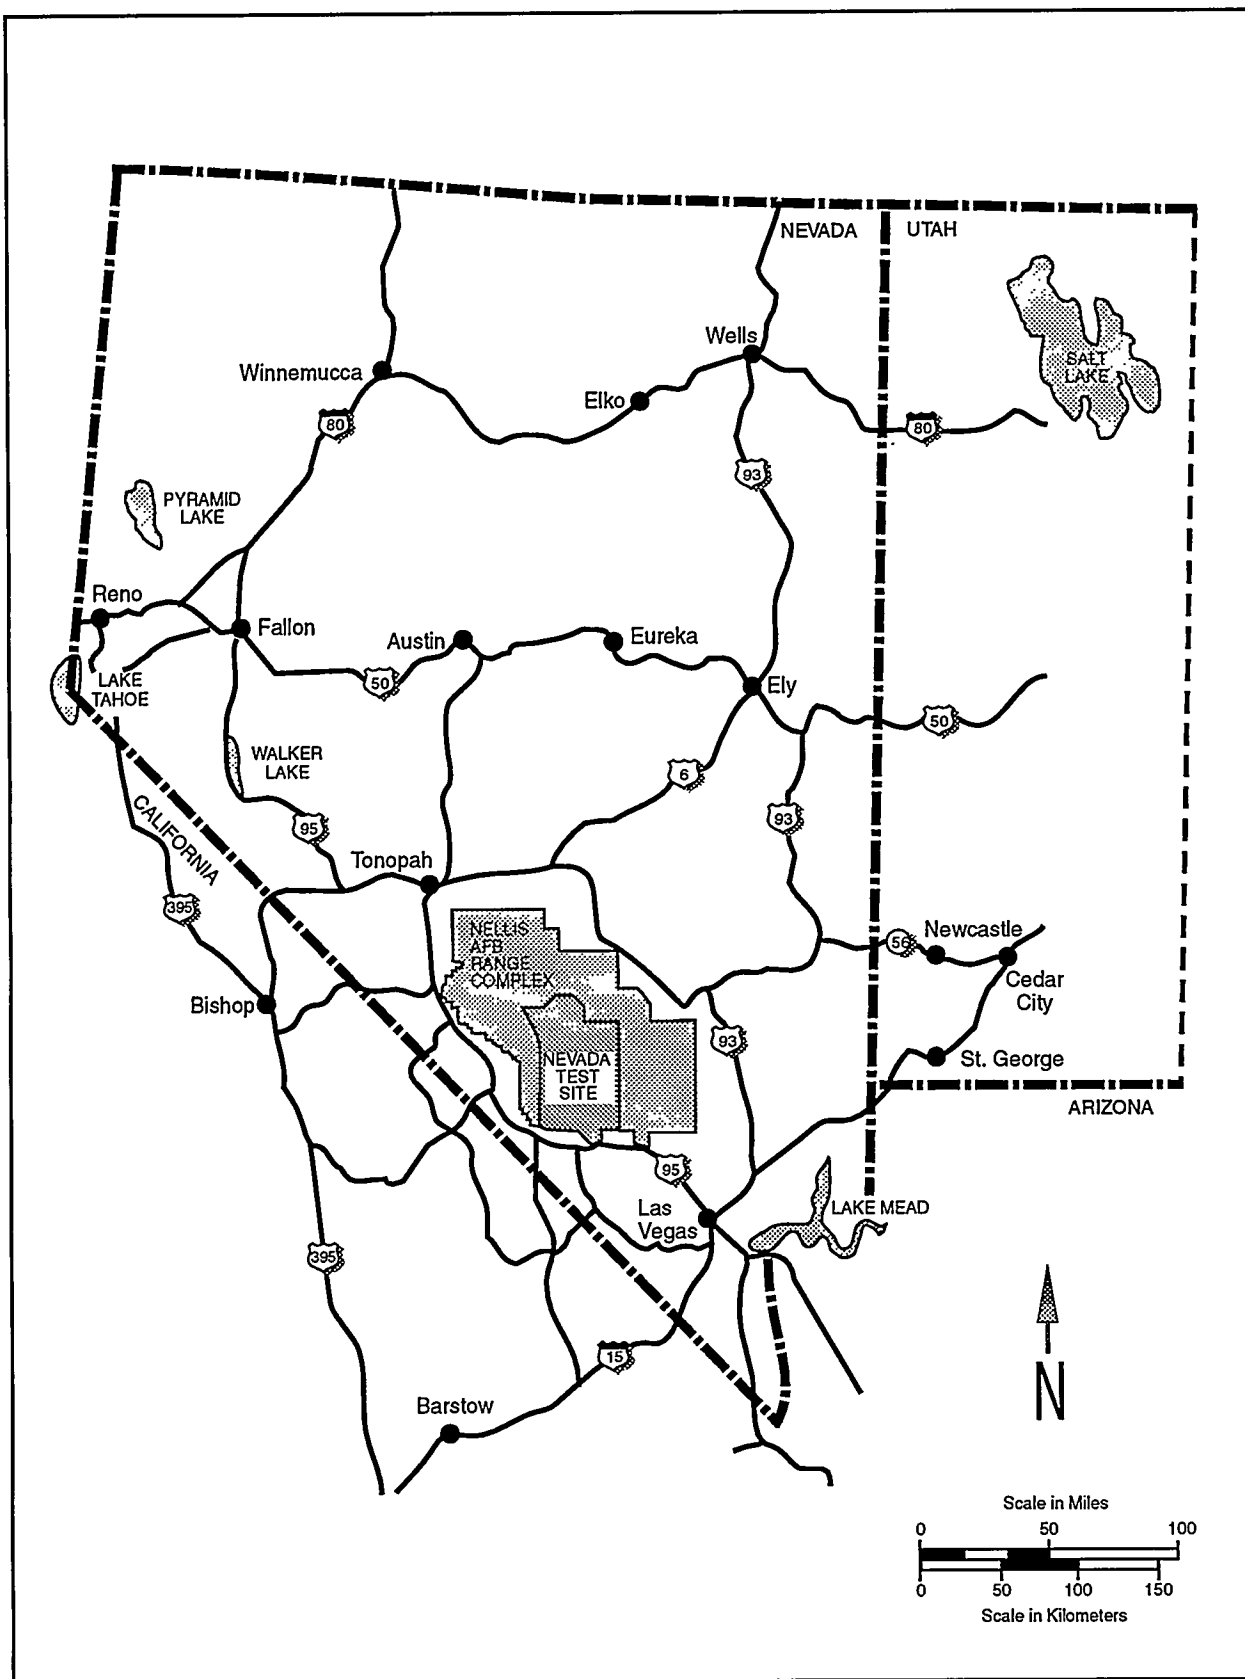 NEVADA
UTAH
SALT
LAKE
Wells
Winnemucca
Elko
80
80
93
PYRAMID
LAKE
Reno
Fallon
Austin
Eureka
LAKE
TAHOE
50
Ely
50
WALKER
LAKE
6
CALIFORNIA
95
93
Tonopah
395
NELLIS
AFB
RANGE
COMPLEX
56
Newcastle
Cedar
City
Bishop
93
NEVADA
TEST
SITE
St. George
ARIZONA
95
Las
Vegas
LAKE MEAD
395
15
Barstow
N
Scale in Miles
0 50 100
0 50 100 150
Scale in Kilometers